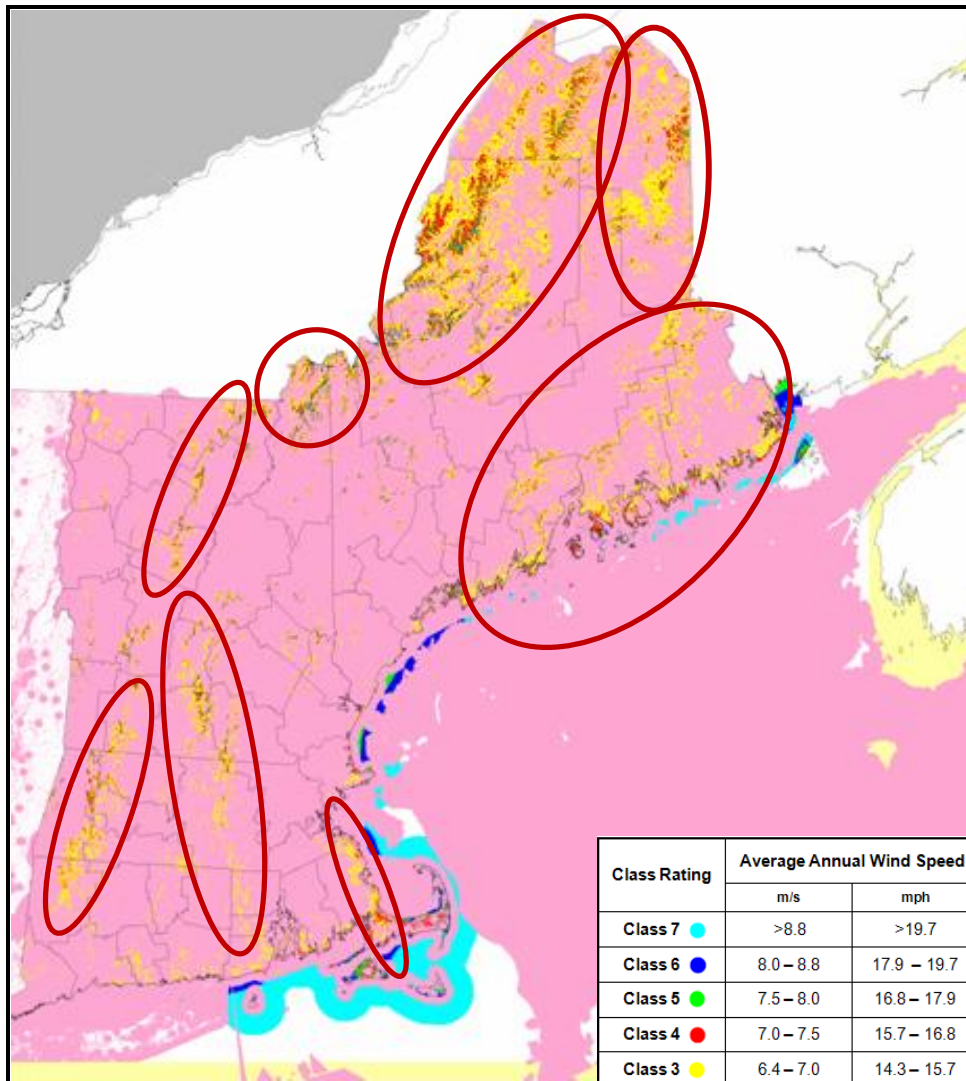 Class Rating Average Annual Wind Speed
m/s mph
Class 7 >8.8 >19.7
Class 6 8.0 – 8.8 17.9 – 19.7
Class 5 7.5 – 8.0 16.8 – 17.9
Class 4 7.0 – 7.5 15.7 – 16.8
Class 3 6.4 – 7.0 14.3 – 15.7